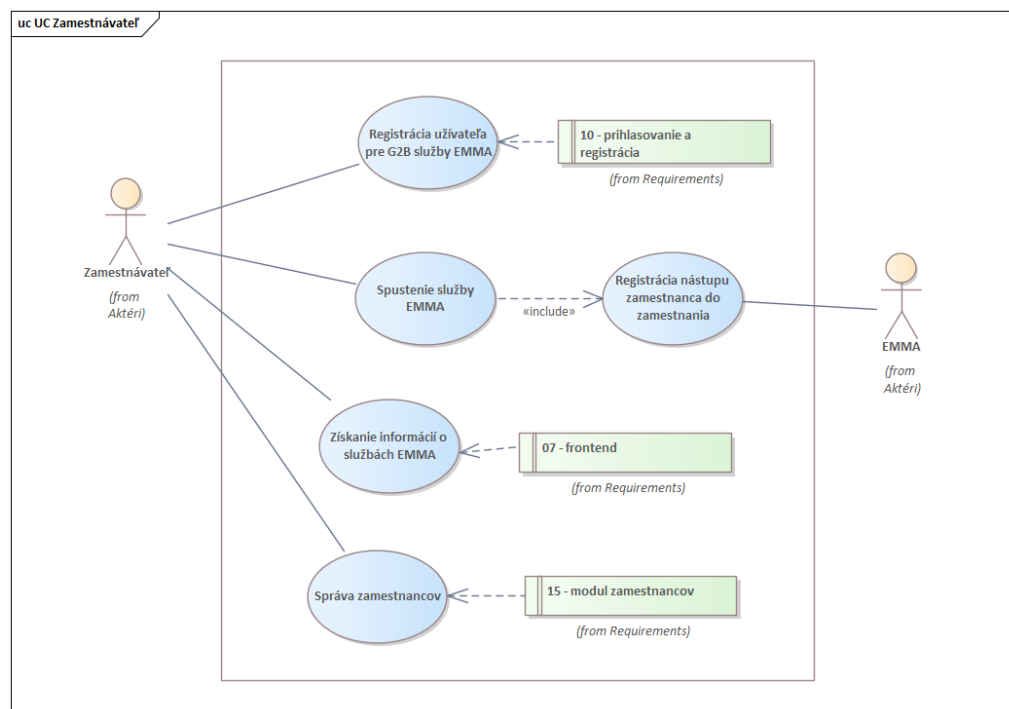 uc UC Zamestnávateľ
Registrácia užívateľa
pre G2B služby EMMA
10 - prihlasovanie a
registrácia
(from Requirements)
Zamestnávateľ
(from
Aktéri)
Spustenie služby
EMMA
«include»
Registrácia nástupu
zamestnanca do
zamestnania
EMMA
(from
Aktéri)
Získanie informácií o
službách EMMA
07 - frontend
(from Requirements)
Správa zamestnancov
15 - modul zamestnancov
(from Requirements)